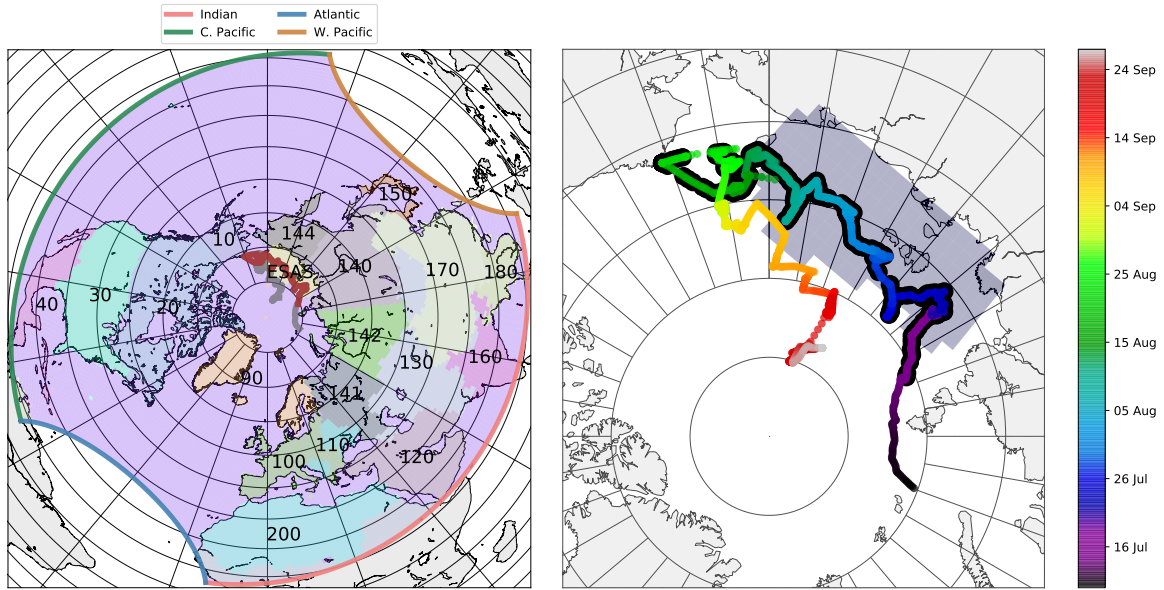 Indian Atlantic
C. Pacific W. Pacific
150
10 144
ESAS 140
170 180
40 30 20
142
130
160
90
141
110
100 120
200
24 Sep
14 Sep
04 Sep
25 Aug
15 Aug
05 Aug
26 Jul
16 Jul